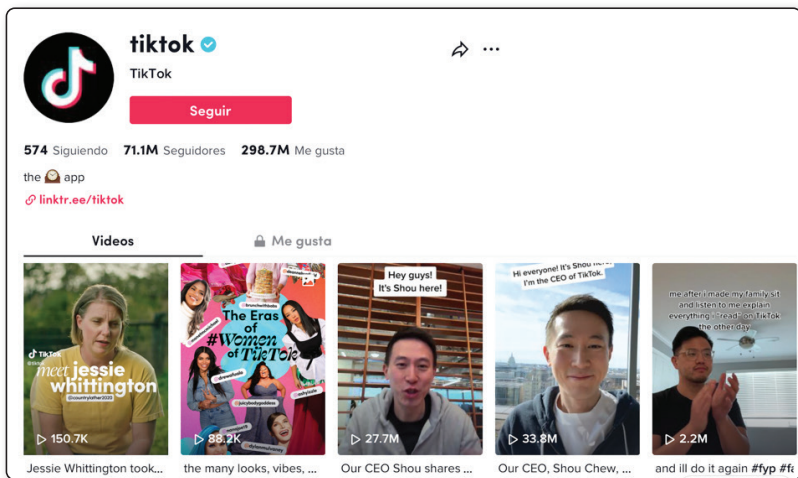 tiktok
TikTok
Seguir
574 Siguiendo 71.1M Seguidores 298.7M Me gusta
the 🕰️ app
linktr.ee/tiktok
Videos
Me gusta
TikTok
meet jessie
whittington
@countrylather2020
150.7K
Jessie Whittington took...
The Eras
of
#Women
of TikTok
88.2K
the many looks, vibes, ...
Hey guys!
It's Shou here!
27.7M
Our CEO Shou shares ...
Hi everyone! It's Shou here,
I'm the CEO of TikTok.
33.8M
Our CEO, Shou Chew, ...
me after i made my family sit
and listen to me explain
everything i "read" on TikTok
the other day
2.2M
and ill do it again #fyp #fa